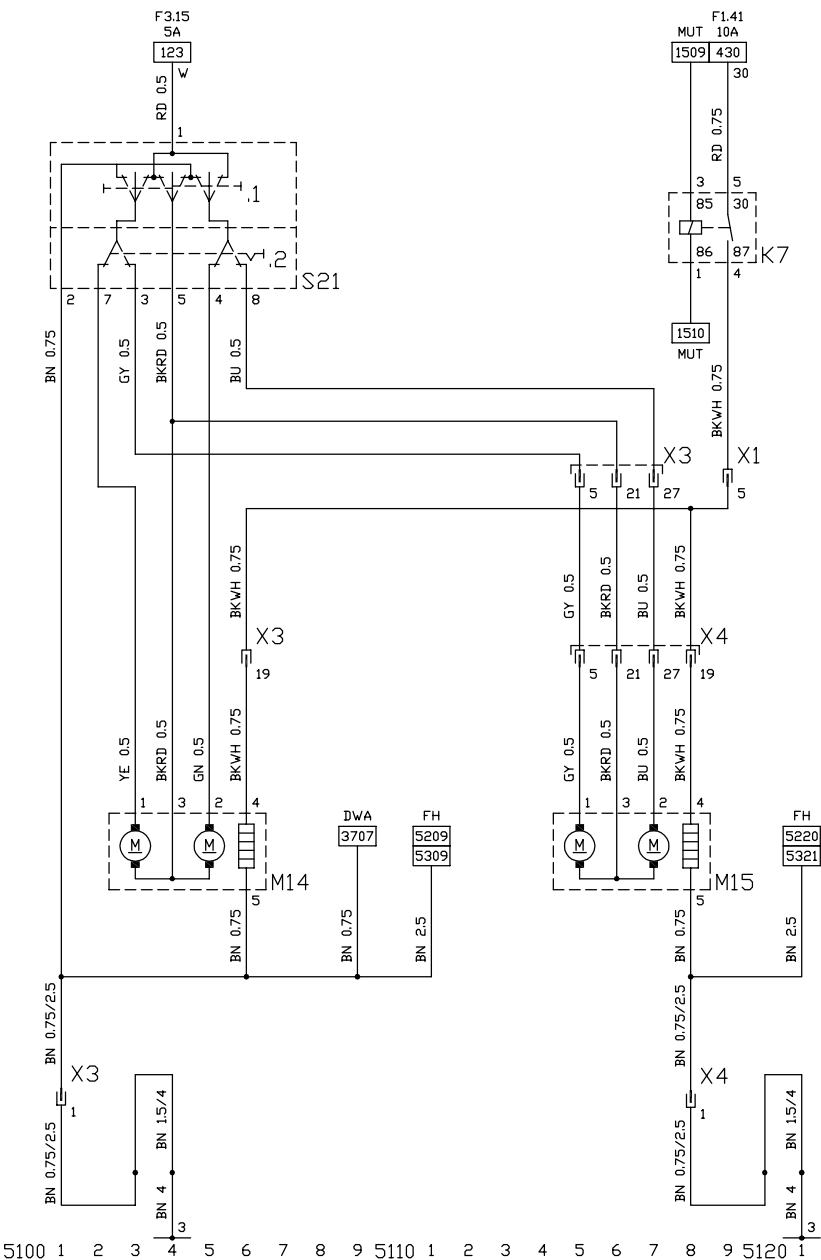 F3.15
F1.41
5A
MUT 10A
123
1509 430
W
30
RD 0.5
RD 0.75
1
3 5
85 30
.1
86 87
K7
.2
S21
1 4
2 7 3 5 4 8
BN 0.75
GY 0.5
BKRD 0.5
BU 0.5
1510
MUT
BKWH 0.75
X3
X1
5 21 27 5
BKWH 0.75
GY 0.5
BKRD 0.5
BU 0.5
BKWH 0.75
X3
X4
19
5 21 27 19
YE 0.5
BKRD 0.5
GN 0.5
BKWH 0.75
GY 0.5
BKRD 0.5
BU 0.5
BKWH 0.75
1 3 2 4
1 3 2 4
DWA
FH
FH
3707
5209
5220
5309
5321
M M
M M
M14
M15
5
5
BN 0.75
BN 0.75
BN 2.5
BN 0.75
BN 2.5
BN 0.75/2.5
BN 0.75/2.5
X3
X4
1
1
BN 0.75/2.5
BN 1.5/4
BN 4
BN 0.75/2.5
BN 1.5/4
BN 4
3
3
5100 1 2 3 4 5 6 7 8 9 5110 1 2 3 4 5 6 7 8 9 5120 1